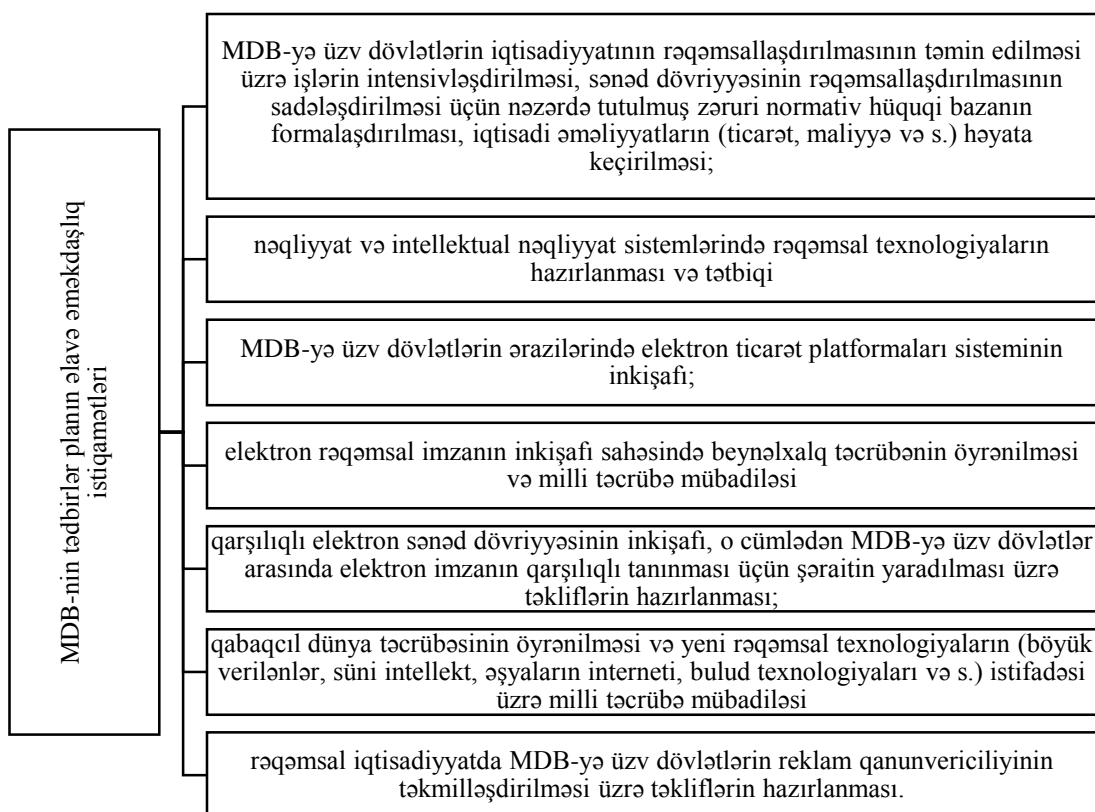 MDB-nin tədbirlər planın əlavə əməkdaşlıq
istiqamətləri
MDB-yə üzv dövlətlərin iqtisadiyyatının rəqəmsallaşdırılmasının təmin edilməsi
üzrə işlərin intensivləşdirilməsi, sənəd dövriyyəsinin rəqəmsallaşdırılmasının
sadələşdirilməsi üçün nəzərdə tutulmuş zəruri normativ hüquqi bazanın
formalaşdırılması, iqtisadi əməliyyatların (ticarət, maliyyə və s.) həyata
keçirilməsi;
nəqliyyat və intellektual nəqliyyat sistemlərində rəqəmsal texnologiyaların
hazırlanması və tətbiqi
MDB-yə üzv dövlətlərin ərazilərində elektron ticarət platformaları sisteminin
inkişafı;
elektron rəqəmsal imzanın inkişafı sahəsində beynəlxalq təcrübənin öyrənilməsi
və milli təcrübə mübadiləsi
qarşılıqlı elektron sənəd dövriyyəsinin inkişafı, o cümlədən MDB-yə üzv dövlətlər
arasında elektron imzanın qarşılıqlı tanınması üçün şəraitin yaradılması üzrə
təkliflərin hazırlanması;
qabaqcıl dünya təcrübəsinin öyrənilməsi və yeni rəqəmsal texnologiyaların (böyük
verilənlər, süni intellekt, əşyaların interneti, bulud texnologiyaları və s.) istifadəsi
üzrə milli təcrübə mübadiləsi
rəqəmsal iqtisadiyyatda MDB-yə üzv dövlətlərin reklam qanunvericiliyinin
təkmilləşdirilməsi üzrə təkliflərin hazırlanması.